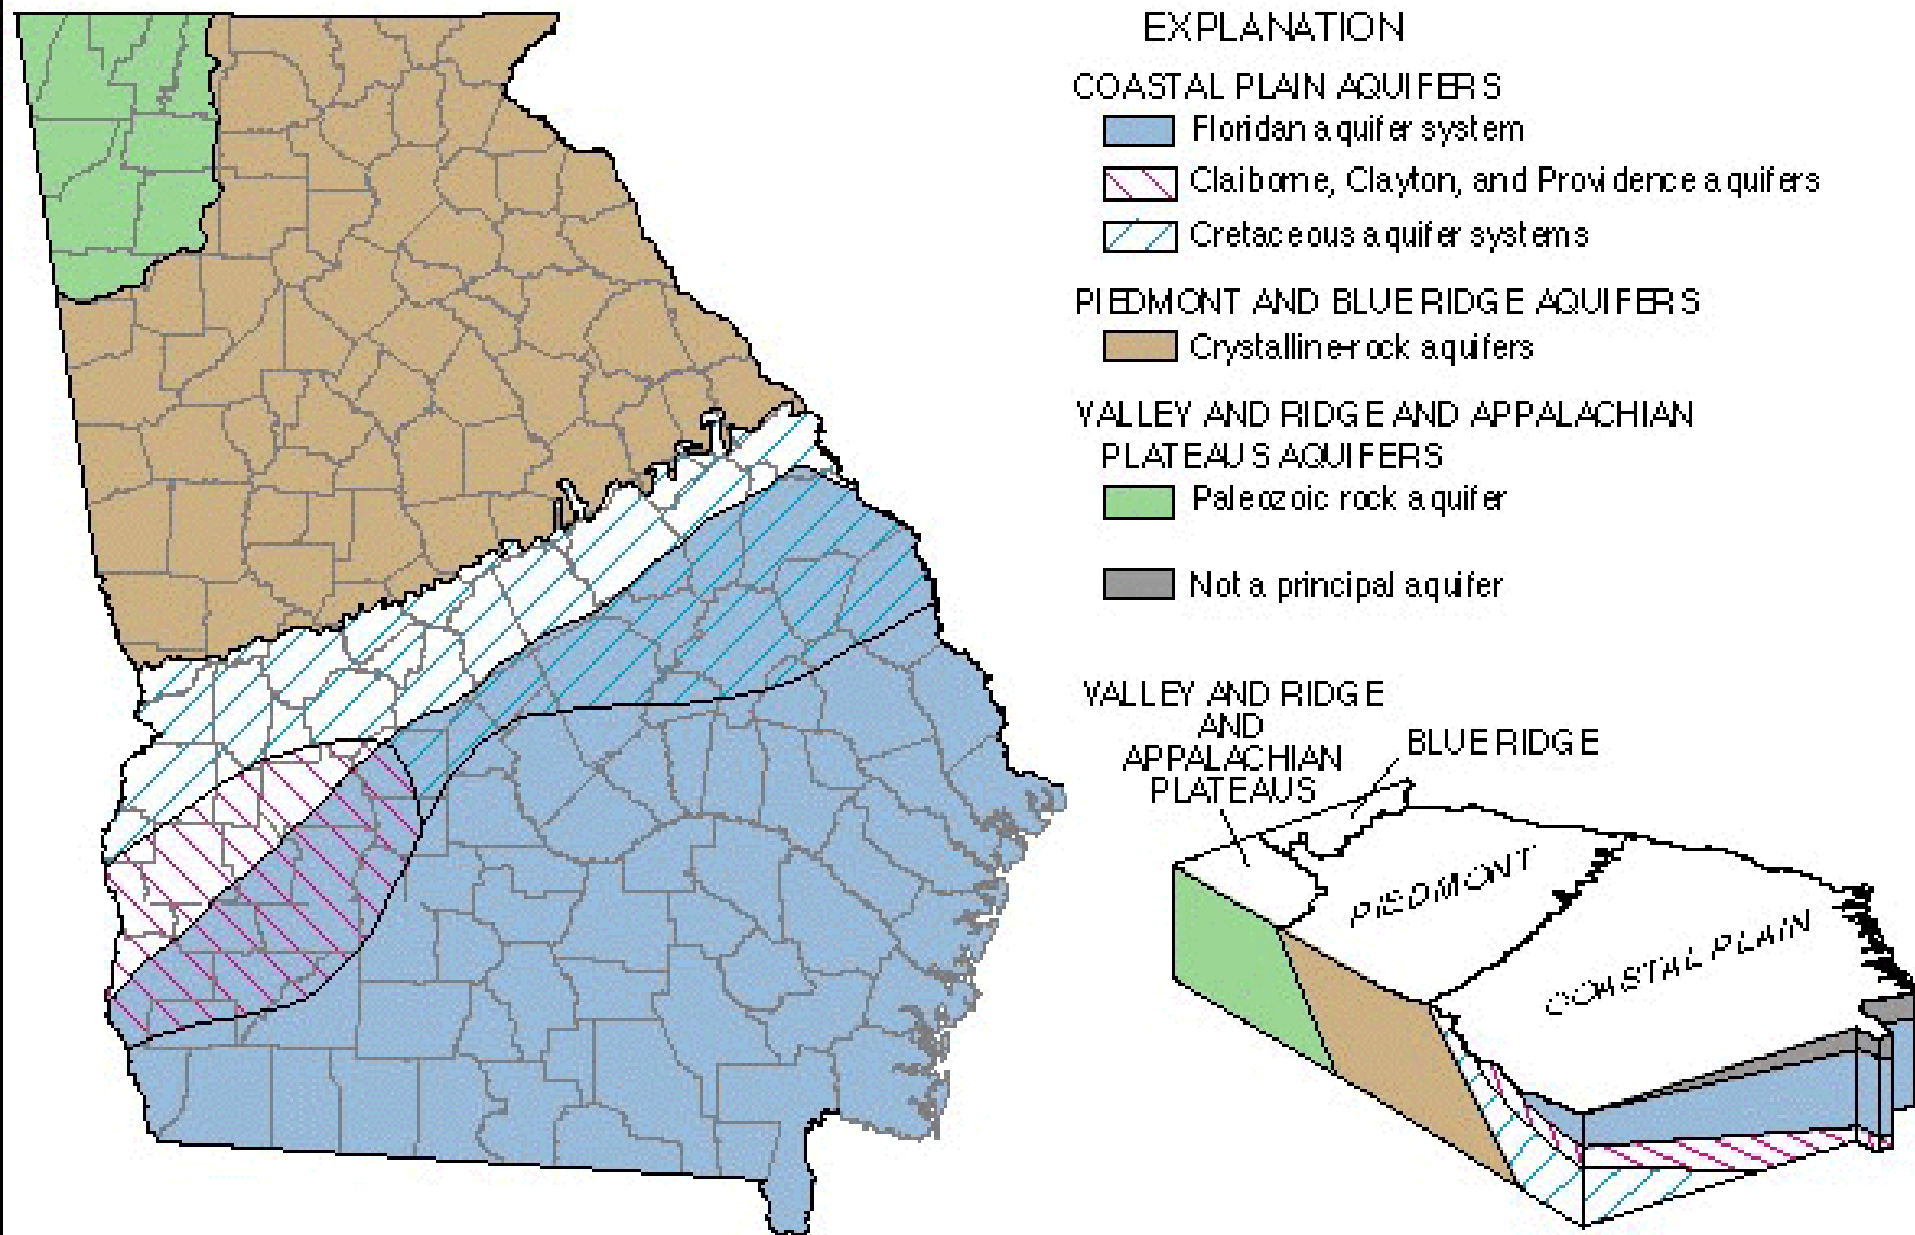 EXPLANATION
COASTAL PLAIN AQUIFERS
Floridan aquifer system
Claiborne, Clayton, and Providence aquifers
Cretaceous aquifer systems
PIEDMONT AND BLUE RIDGE AQUIFERS
Crystalline-rock aquifers
VALLEY AND RIDGE AND APPALACHIAN
PLATEAUS AQUIFERS
Paleozoic rock aquifer
Not a principal aquifer
VALLEY AND RIDGE
AND
APPALACHIAN
PLATEAUS
BLUE RIDGE
PIEDMONT
COASTAL PLAIN